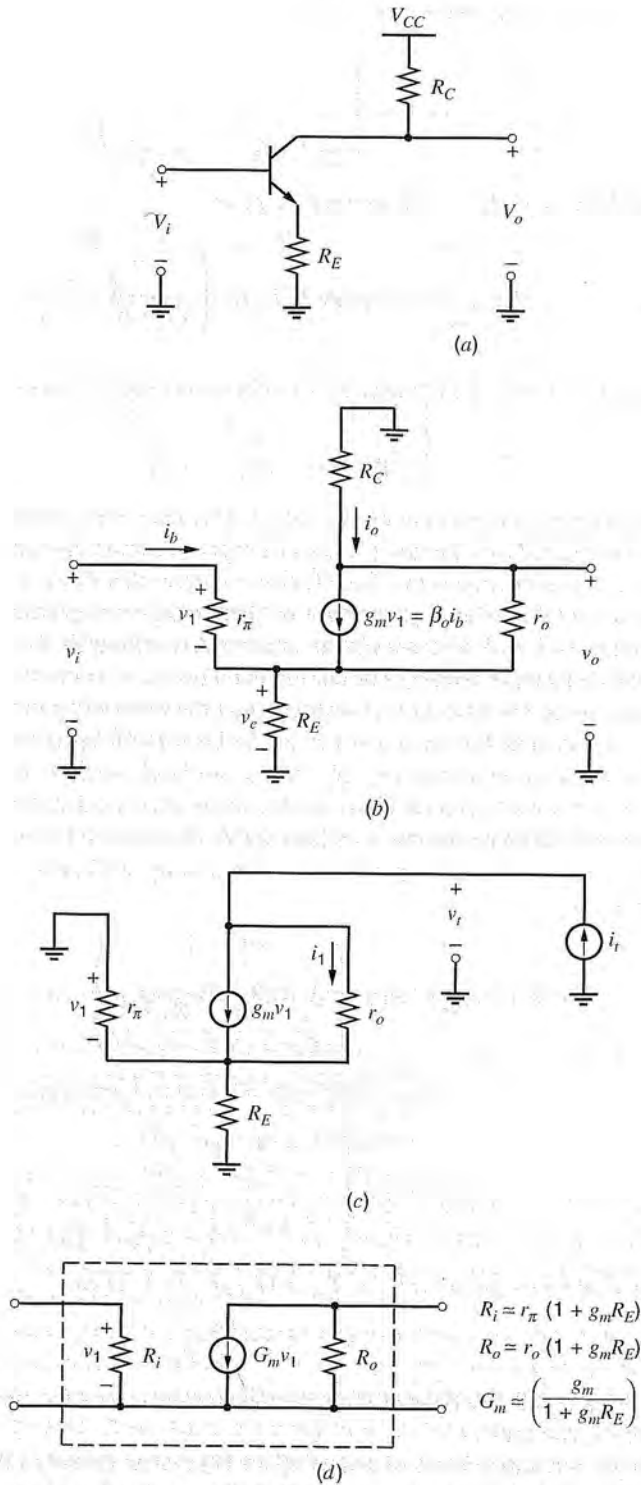 V_CC
R_C
+ +
V_i V_o
R_E
− −
(a)
R_C
i_b i_o
+ + +
v_1 r_π g_m v_1 = β_o i_b r_o
− 
v_i + v_o
v_e R_E
− − −
(b)
+
v_t
i_1 − i_t
+
v_1 r_π g_m v_1 r_o
−
R_E
(c)
+ R_i ≃ r_π (1 + g_m R_E)
v_1 R_i G_m v_1 R_o R_o ≃ r_o (1 + g_m R_E)
− G_m ≃ (g_m / 1 + g_m R_E)
(d)